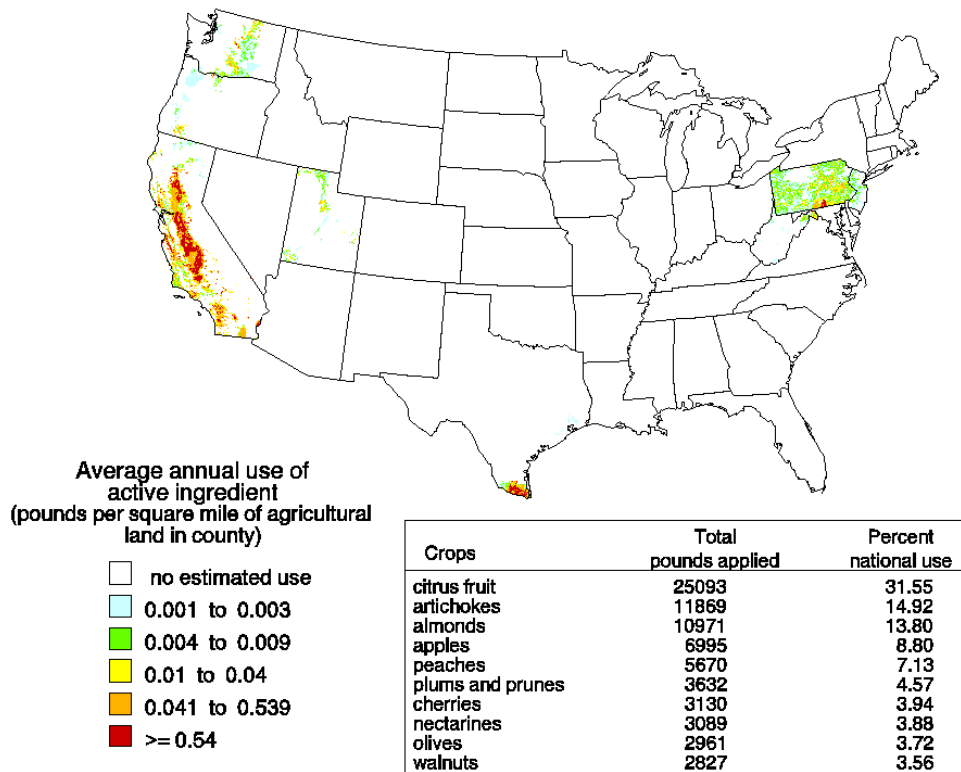 Average annual use of
active ingredient
(pounds per square mile of agricultural
land in county)
no estimated use
0.001 to 0.003
0.004 to 0.009
0.01 to 0.04
0.041 to 0.539
>= 0.54
Crops Total pounds applied Percent national use
citrus fruit 25093 31.55
artichokes 11869 14.92
almonds 10971 13.80
apples 6995 8.80
peaches 5670 7.13
plums and prunes 3632 4.57
cherries 3130 3.94
nectarines 3089 3.88
olives 2961 3.72
walnuts 2827 3.56